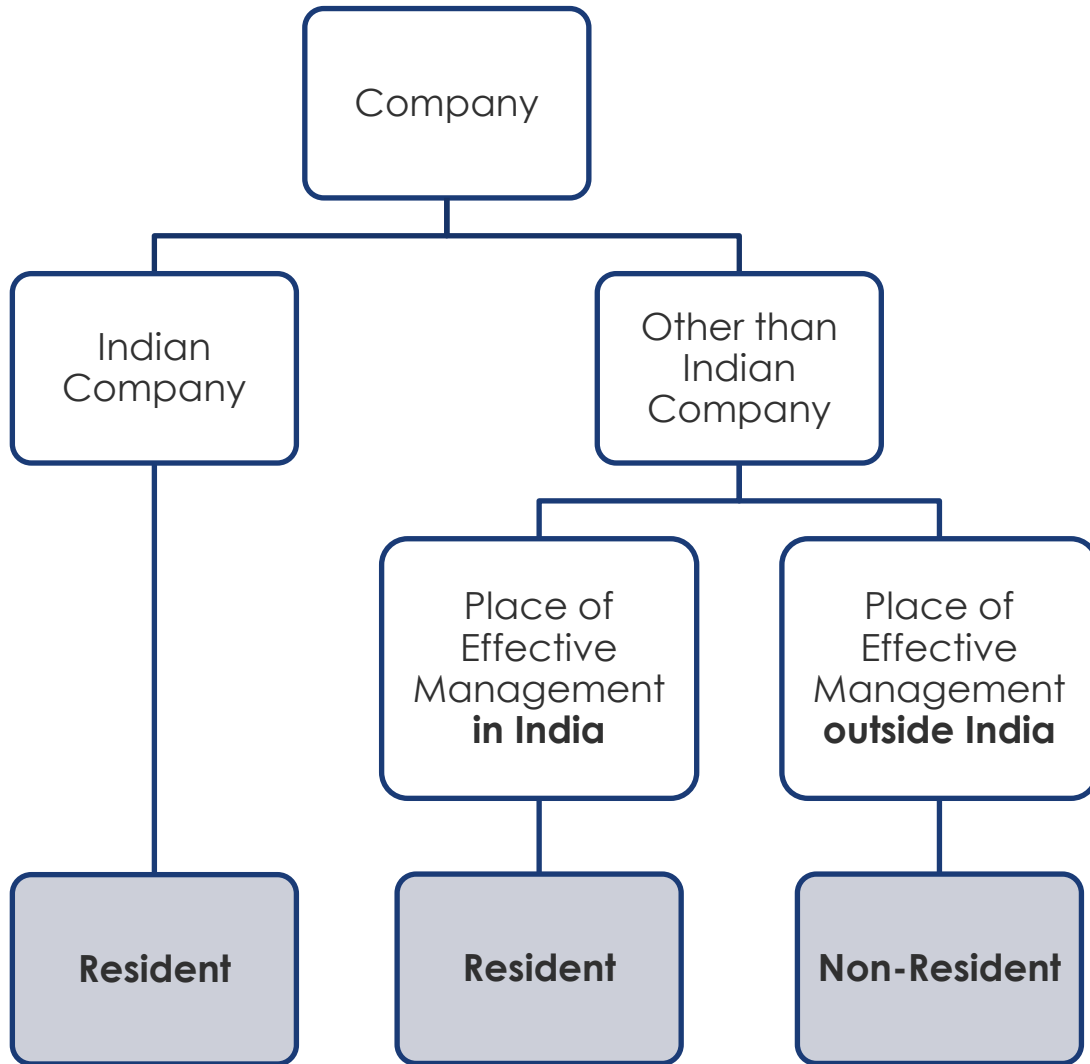 Company
Indian
Company
Other than
Indian
Company
Place of
Effective
Management
in India
Place of
Effective
Management
outside India
Resident
Resident
Non-Resident